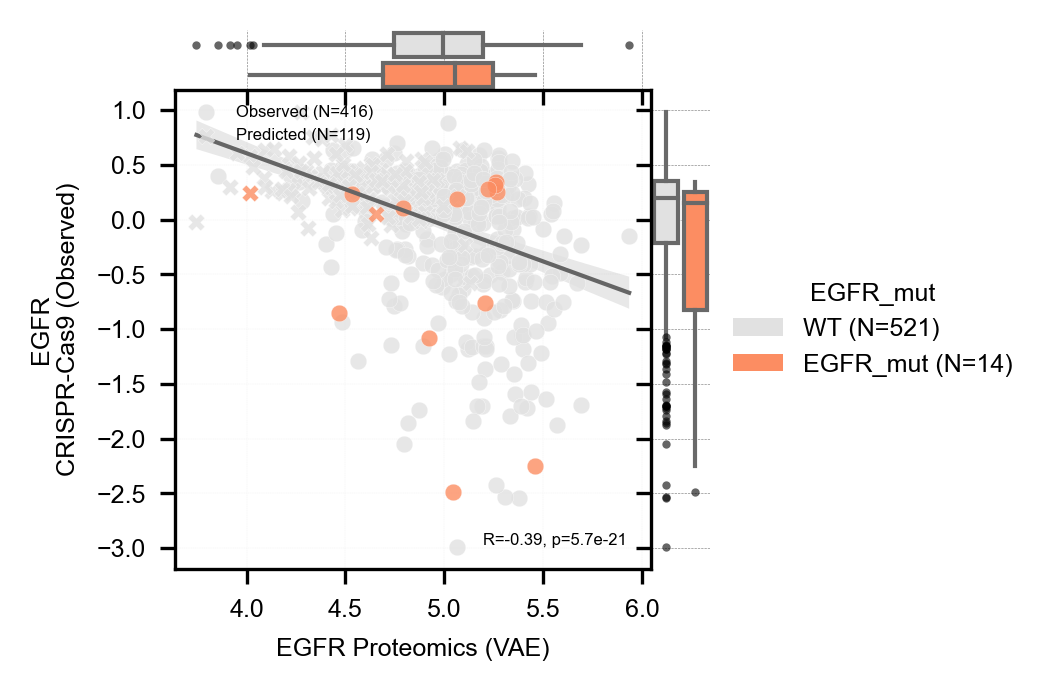 Observed (N=416)
Predicted (N=119)
1.0
0.5
0.0
−0.5
−1.0
−1.5
−2.0
−2.5
−3.0
EGFR
CRISPR-Cas9 (Observed)
R=-0.39, p=5.7e-21
4.0 4.5 5.0 5.5 6.0
EGFR Proteomics (VAE)
EGFR_mut
WT (N=521)
EGFR_mut (N=14)